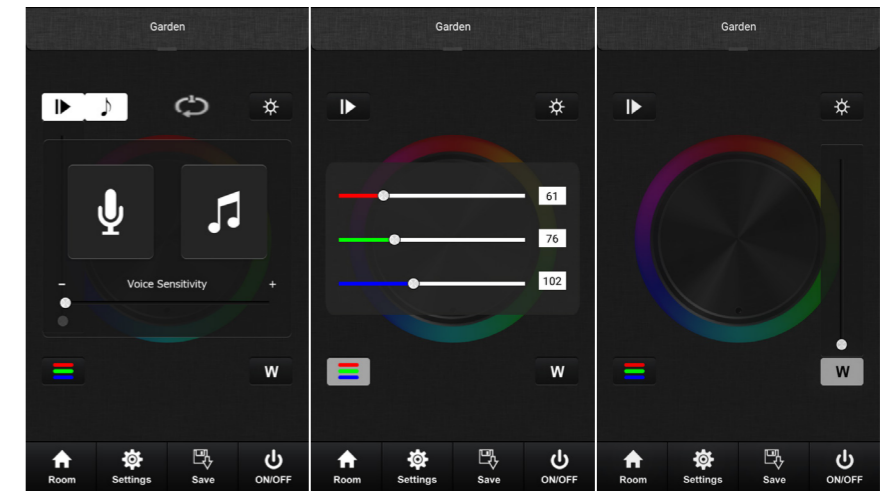 Garden
- Voice Sensitivity +
W
Room Settings Save ON/OFF
Garden
61
76
102
W
Room Settings Save ON/OFF
Garden
W
Room Settings Save ON/OFF